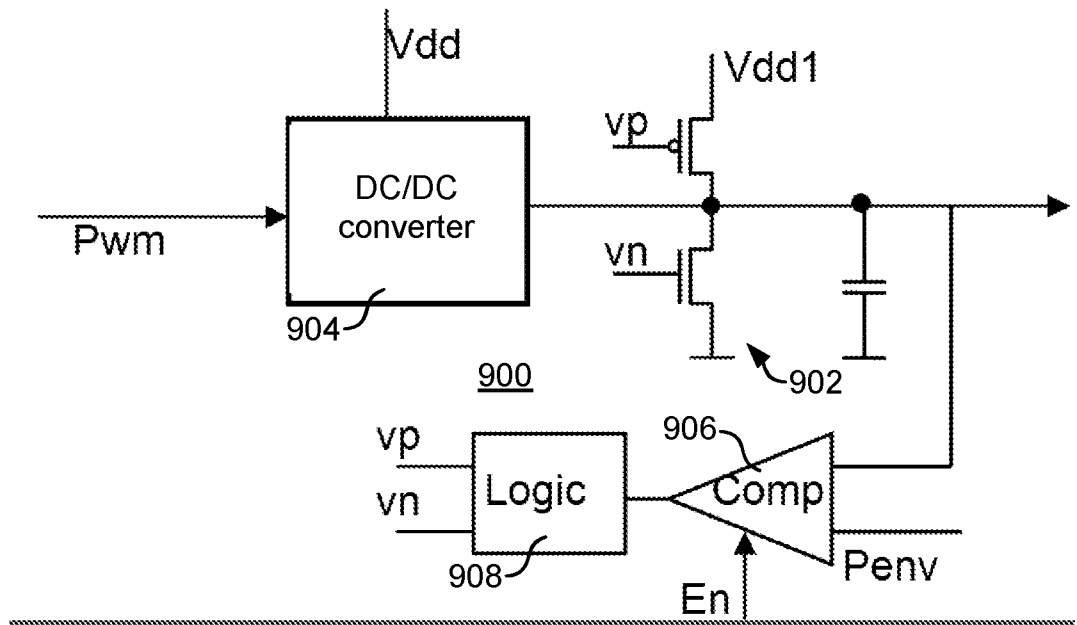 Vdd
Vdd1
vp
DC/DC
converter
Pwm
vn
904
900
902
vp
906
vn
Logic
Comp
908
En
Penv